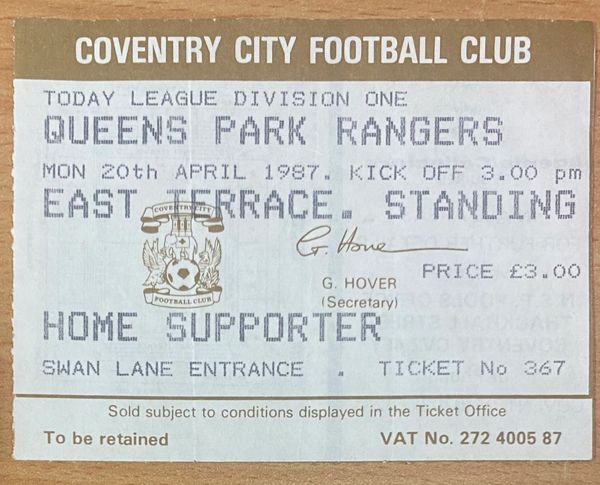 COVENTRY CITY FOOTBALL CLUB
TODAY LEAGUE DIVISION ONE
QUEENS PARK RANGERS
MON 20th APRIL 1987. KICK OFF 3.00 pm
EAST TERRACE. STANDING
COVENTRY CITY
FOOTBALL CLUB
G. Hover
PRICE £3.00
G. HOVER
(Secretary)
HOME SUPPORTER
SWAN LANE ENTRANCE . TICKET No 367
Sold subject to conditions displayed in the Ticket Office
To be retained VAT No. 272 4005 87